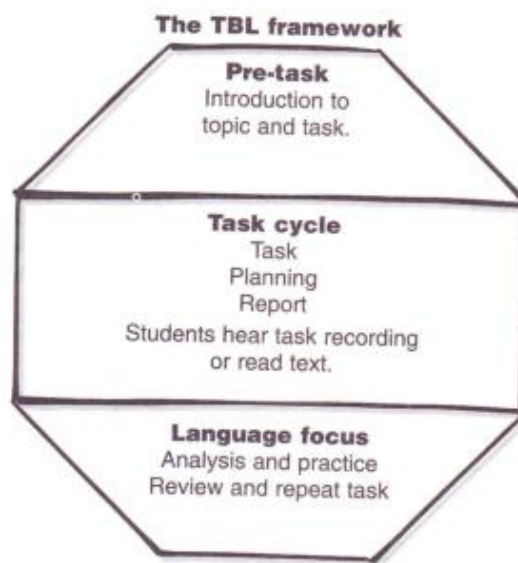 The TBL framework
Pre-task
Introduction to
topic and task.
Task cycle
Task
Planning
Report
Students hear task recording
or read text.
Language focus
Analysis and practice
Review and repeat task